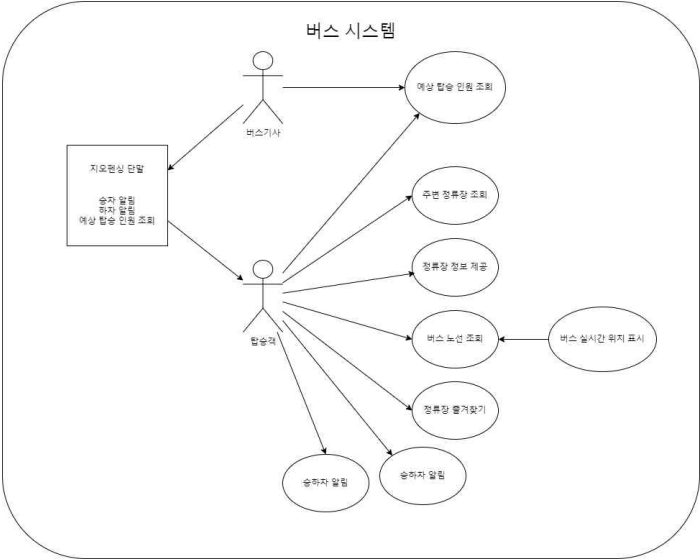 버스 시스템
예상 탑승 인원 조회
버스기사
지오펜싱 단말
승차 알림
하차 알림
예상 탑승 인원 조회
주변 정류장 조회
정류장 정보 제공
탑승객
버스 노선 조회
버스 실시간 위치 표시
정류장 즐겨찾기
승하차 알림
승하차 알림